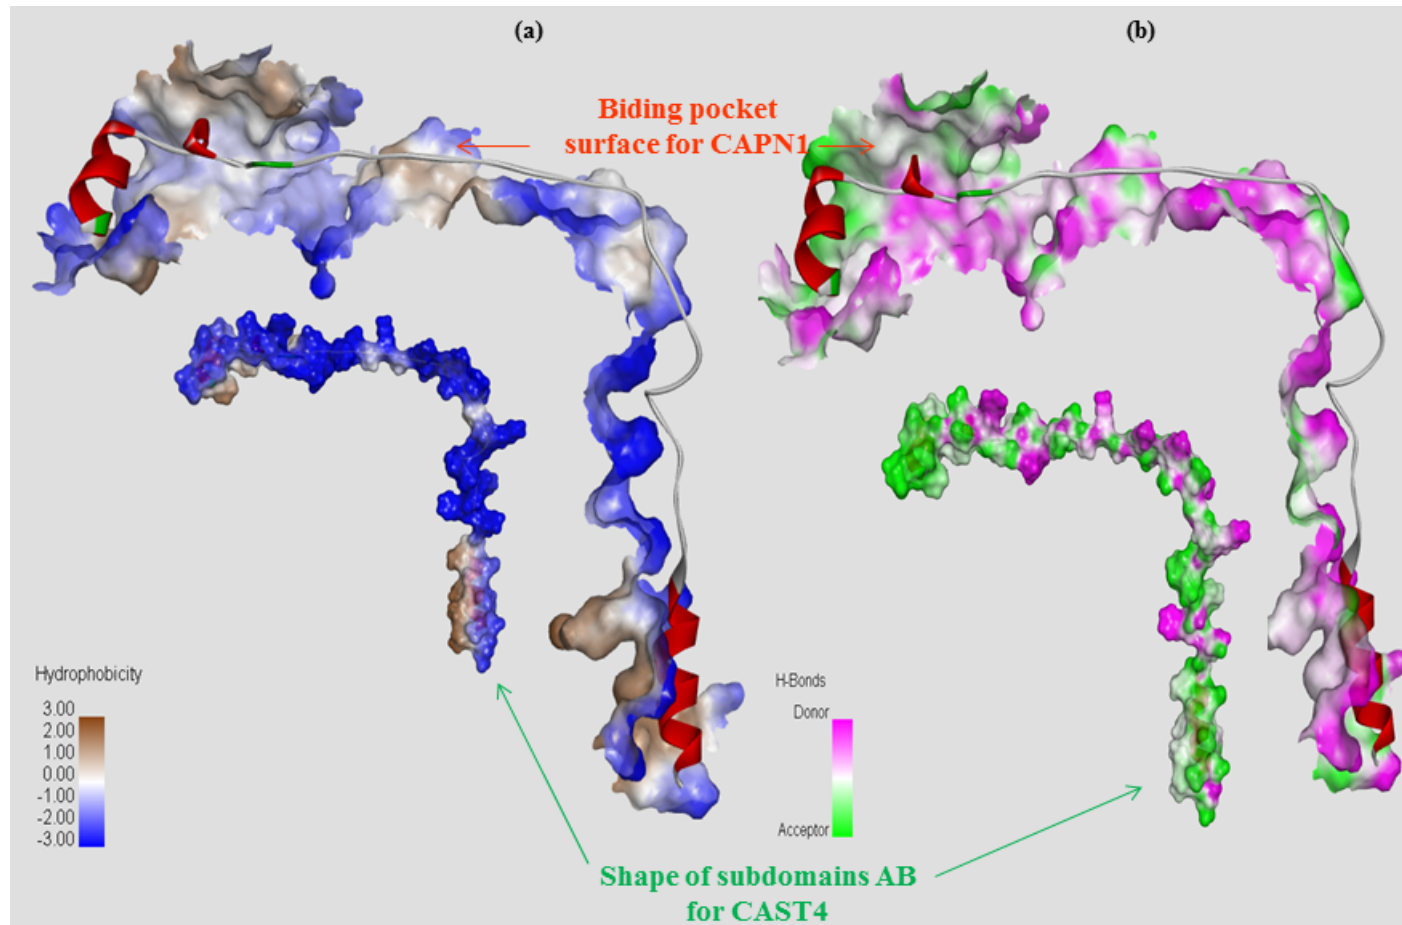 (a)
(b)
Biding pocket
surface for CAPN1
Hydrophobicity
3.00
2.00
1.00
0.00
-1.00
-2.00
-3.00
H-Bonds
Donor
Acceptor
Shape of subdomains AB
for CAST4